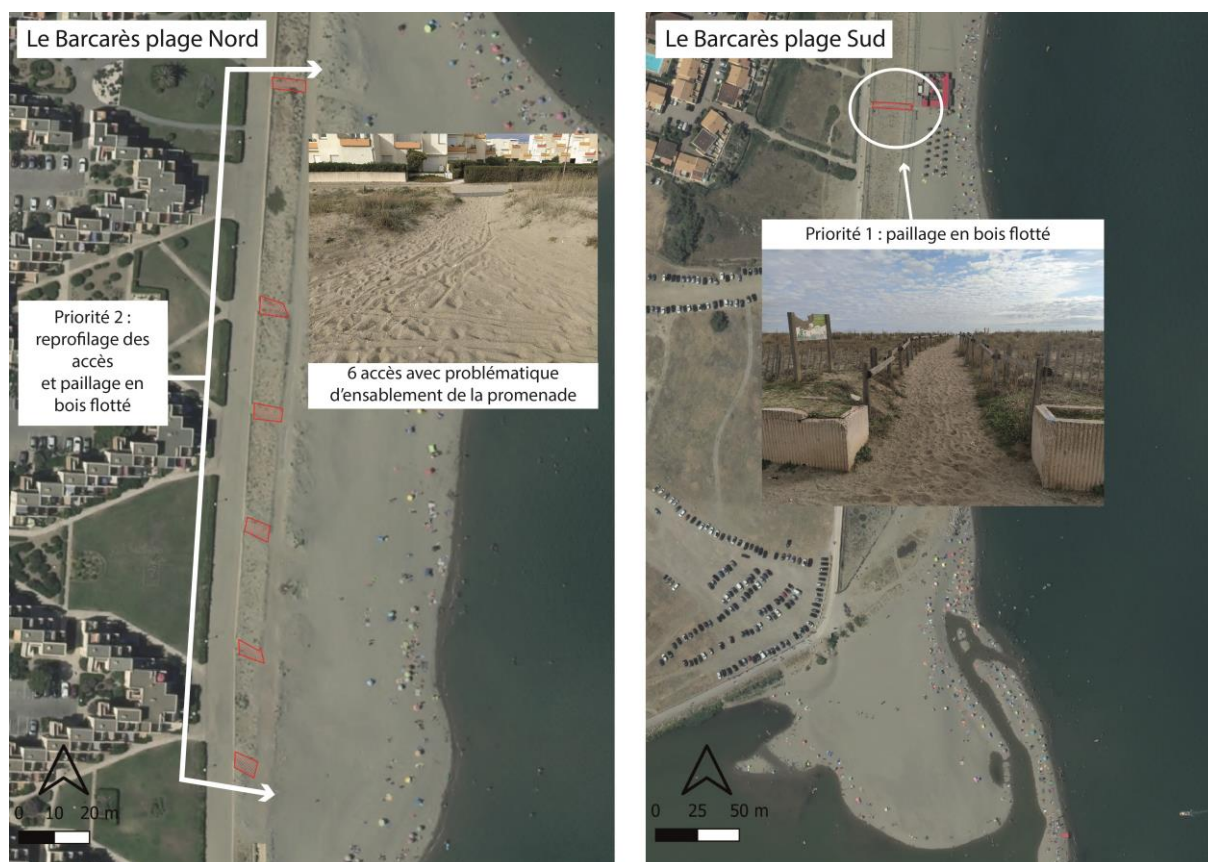 Le Barcarès plage Nord
Priorité 2 :
reprofilage des
accès
et paillage en
bois flotté
6 accès avec problématique
d'ensablement de la promenade
0 10 20 m
Le Barcarès plage Sud
Priorité 1 : paillage en bois flotté
0 25 50 m